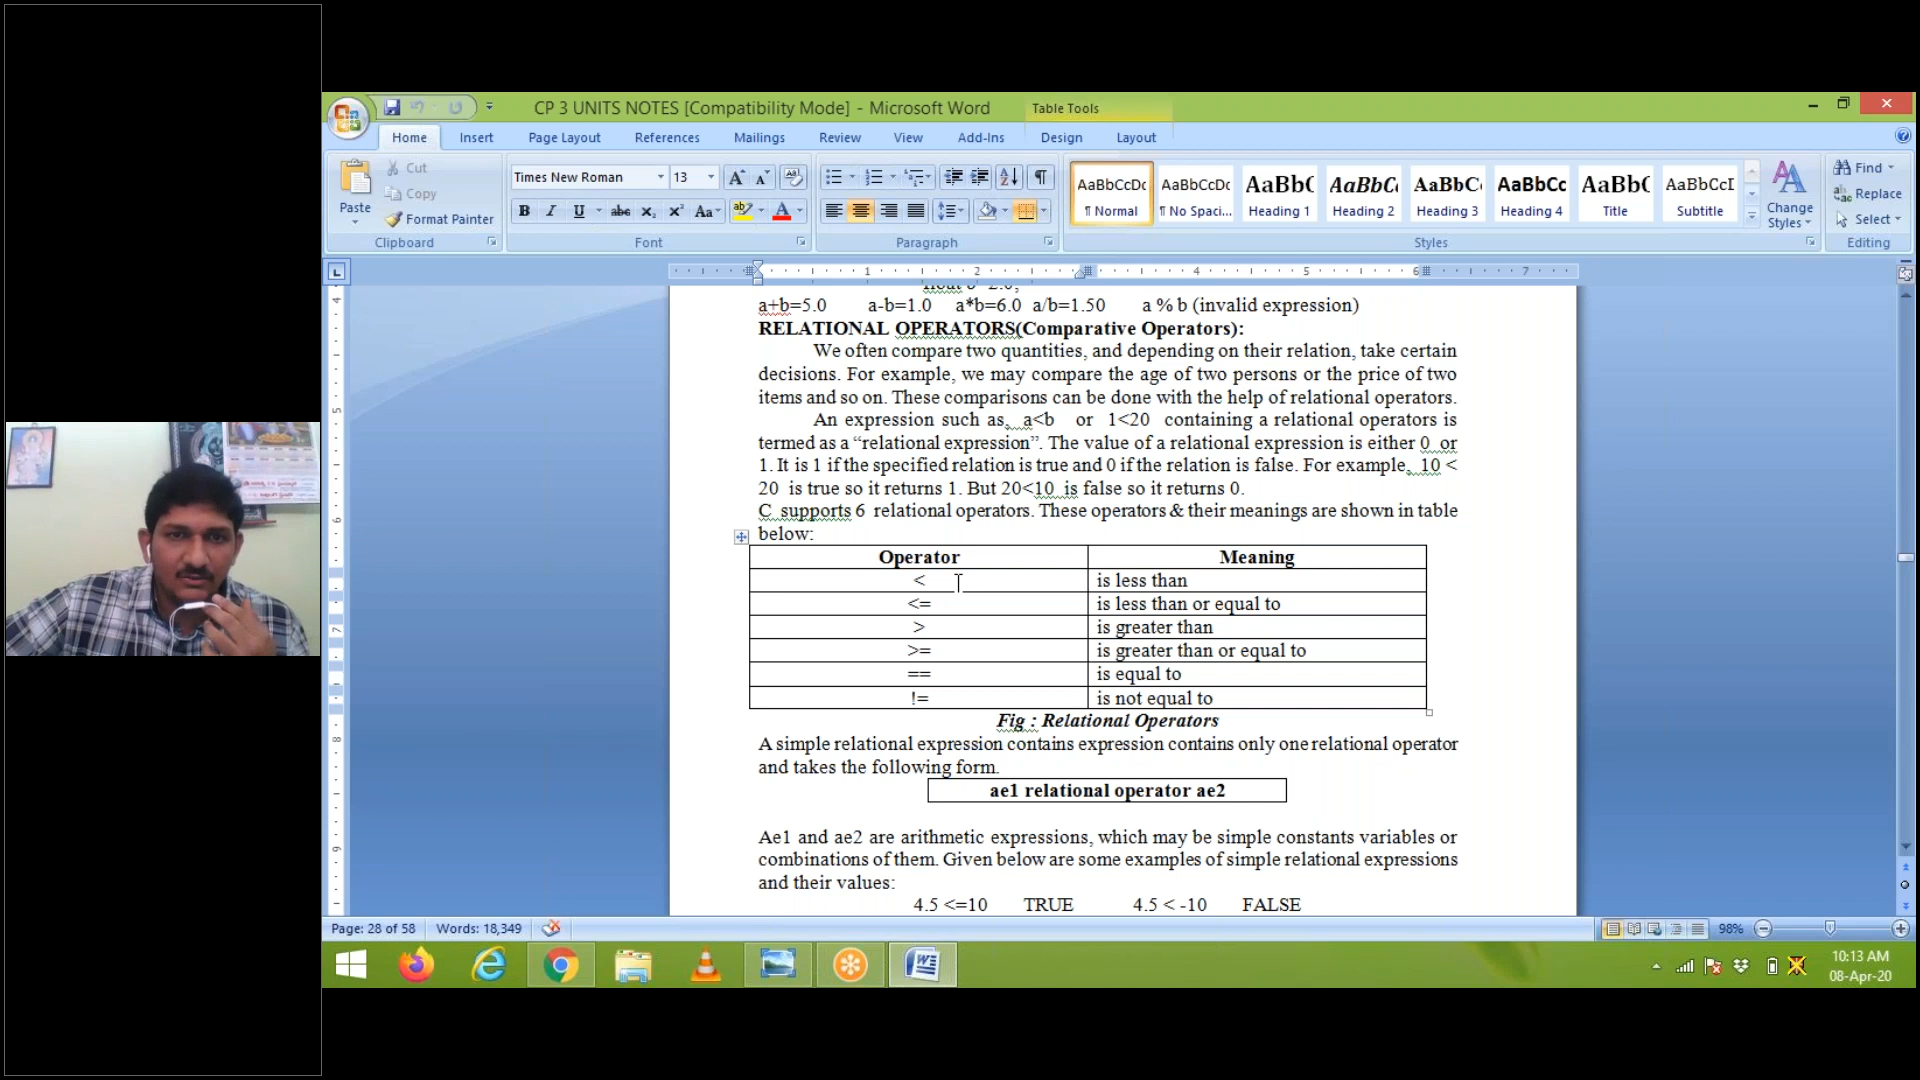 CP 3 UNITS NOTES [Compatibility Mode] - Microsoft Word
Table Tools
Home Insert Page Layout References Mailings Review View Add-Ins Design Layout
Paste
Cut
Copy
Format Painter
Clipboard
Times New Roman 13
Font
Paragraph
AaBbCcDc AaBbCcDc AaBbC AaBbC AaBbC AaBbCc AaBb( AaBbCcI
¶ Normal ¶ No Spaci... Heading 1 Heading 2 Heading 3 Heading 4 Title Subtitle
Change
Styles
Styles
Find
Replace
Select
Editing
1 2 4 5 6 7
a+b=5.0 a-b=1.0 a*b=6.0 a/b=1.50 a % b (invalid expression)
RELATIONAL OPERATORS(Comparative Operators):
We often compare two quantities, and depending on their relation, take certain
decisions. For example, we may compare the age of two persons or the price of two
items and so on. These comparisons can be done with the help of relational operators.
An expression such as, a<b or 1<20 containing a relational operators is
termed as a “relational expression”. The value of a relational expression is either 0 or
1. It is 1 if the specified relation is true and 0 if the relation is false. For example, 10 <
20 is true so it returns 1. But 20<10 is false so it returns 0.
C supports 6 relational operators. These operators & their meanings are shown in table
below:
Operator Meaning
< is less than
<= is less than or equal to
> is greater than
>= is greater than or equal to
== is equal to
!= is not equal to
Fig : Relational Operators
A simple relational expression contains expression contains only one relational operator
and takes the following form.
ae1 relational operator ae2
Ae1 and ae2 are arithmetic expressions, which may be simple constants variables or
combinations of them. Given below are some examples of simple relational expressions
and their values:
4.5 <=10 TRUE 4.5 < -10 FALSE
Page: 28 of 58 Words: 18,349
98%
10:13 AM
08-Apr-20